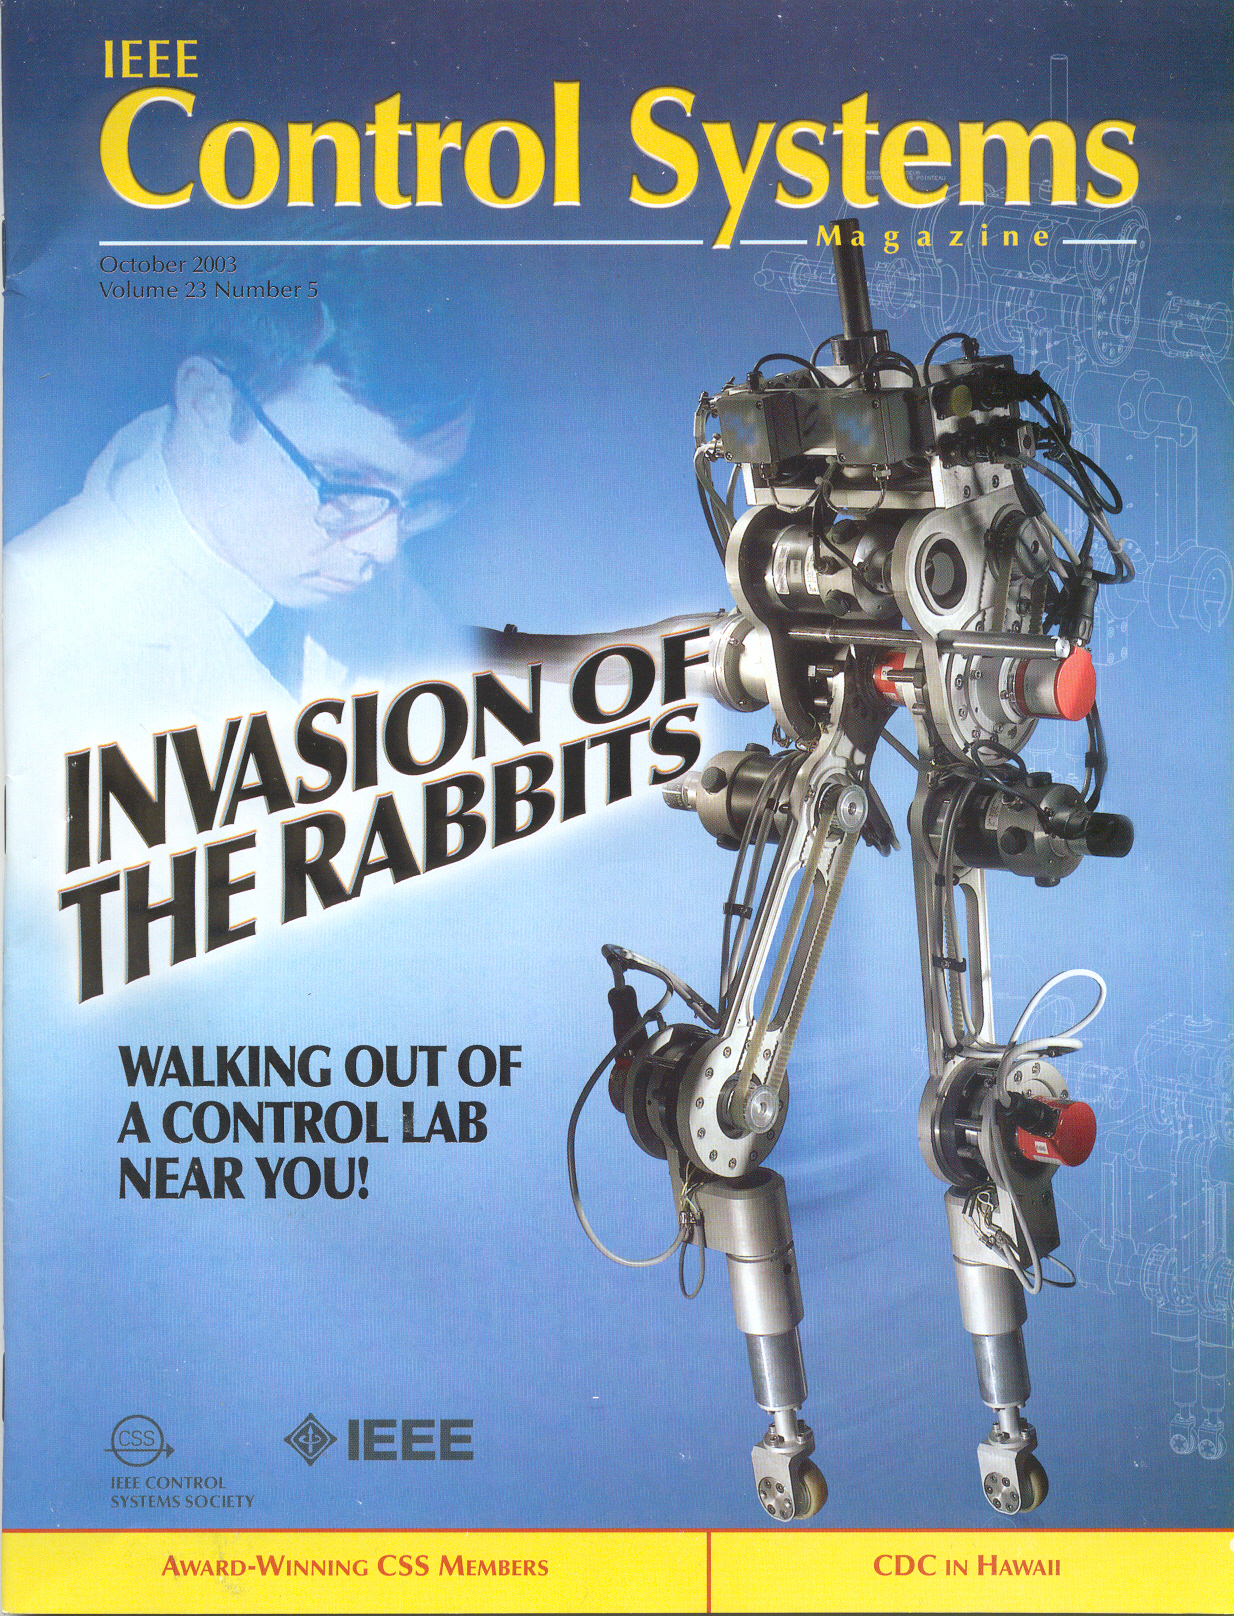 IEEE
Control Systems
Magazine
October 2003
Volume 23 Number 5
INVASION OF
THE RABBITS
WALKING OUT OF
A CONTROL LAB
NEAR YOU!
CSS
IEEE CONTROL
SYSTEMS SOCIETY
IEEE
AWARD-WINNING CSS MEMBERS
CDC IN HAWAII